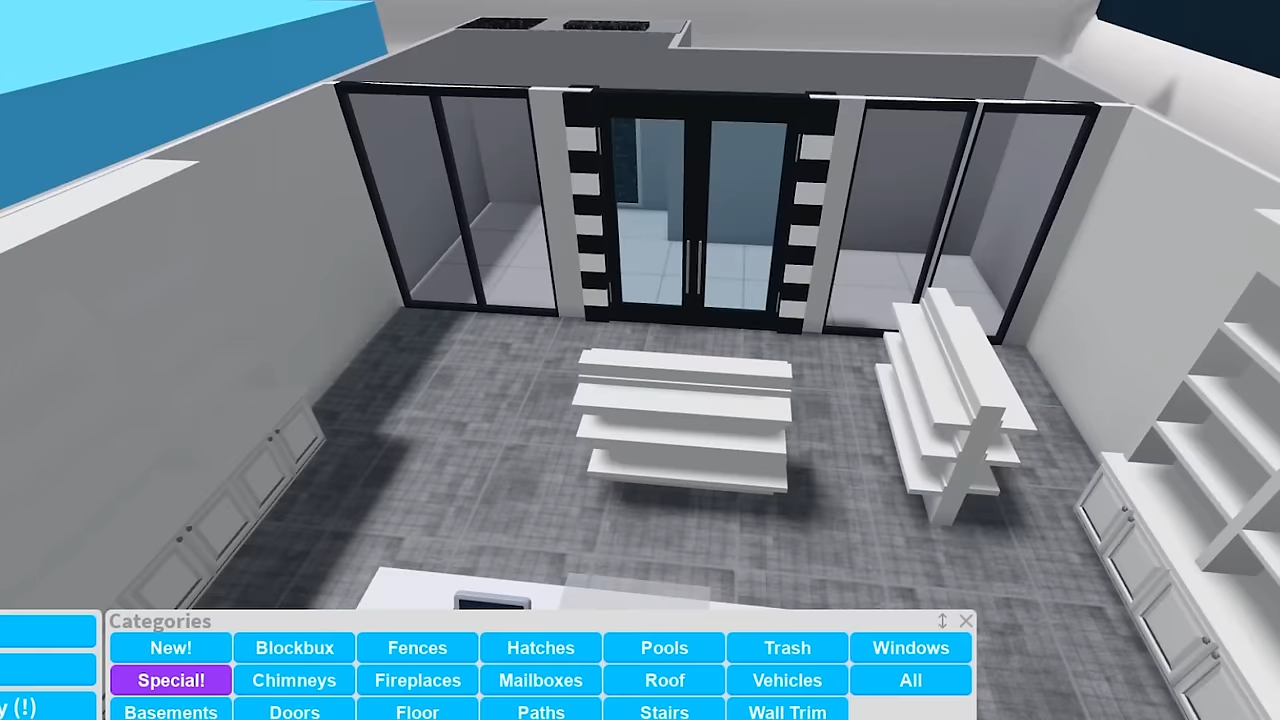 Categories
New! Blockbux Fences Hatches Pools Trash Windows
Special! Chimneys Fireplaces Mailboxes Roof Vehicles All
y (!) Basements Doors Floor Paths Stairs Wall Trim